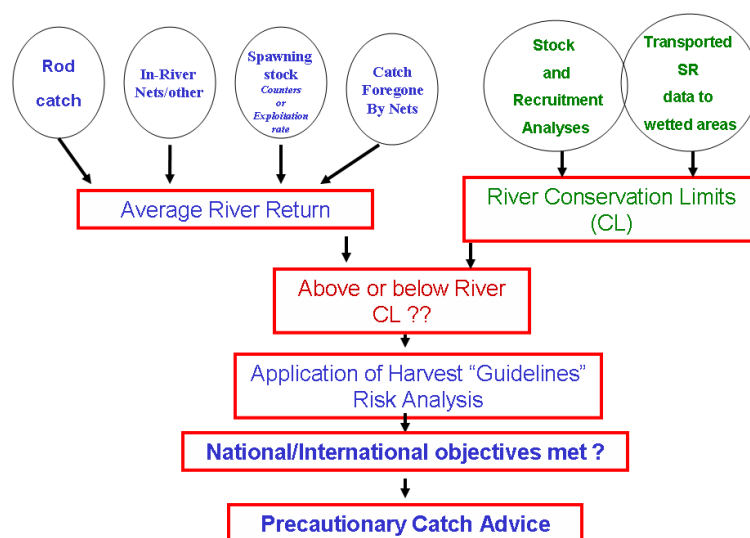 Rod
catch
In-River
Nets/other
Spawning
stock
Counters
or
Exploitation
rate
Catch
Foregone
By Nets
Stock
and
Recruitment
Analyses
Transported
SR
data to
wetted areas
Average River Return
River Conservation Limits
(CL)
Above or below River
CL ??
Application of Harvest “Guidelines”
Risk Analysis
National/International objectives met ?
Precautionary Catch Advice